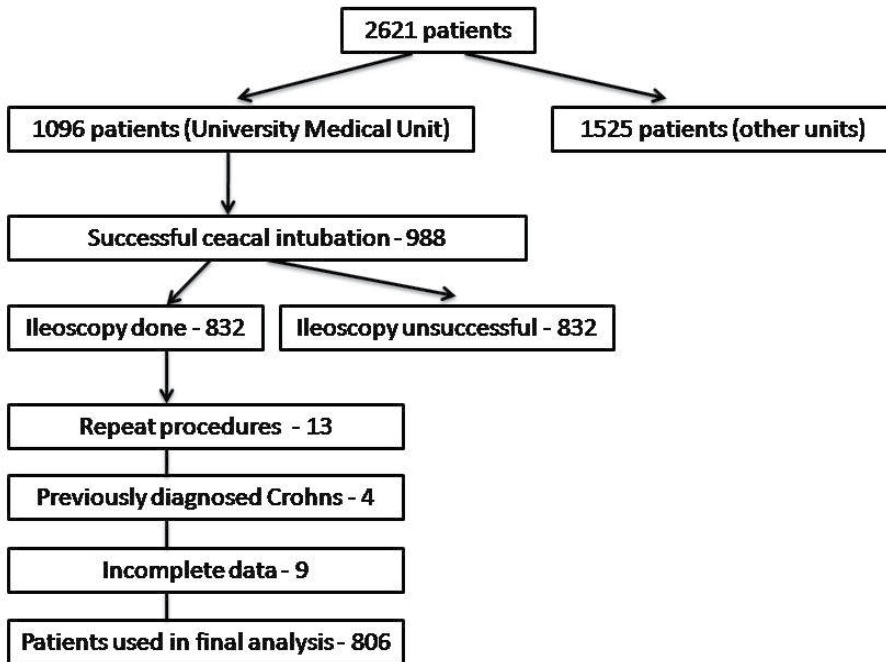 2621 patients
1096 patients (University Medical Unit)
1525 patients (other units)
Successful ceacal intubation - 988
Ileoscopy done - 832
Ileoscopy unsuccessful - 832
Repeat procedures - 13
Previously diagnosed Crohns - 4
Incomplete data - 9
Patients used in final analysis - 806